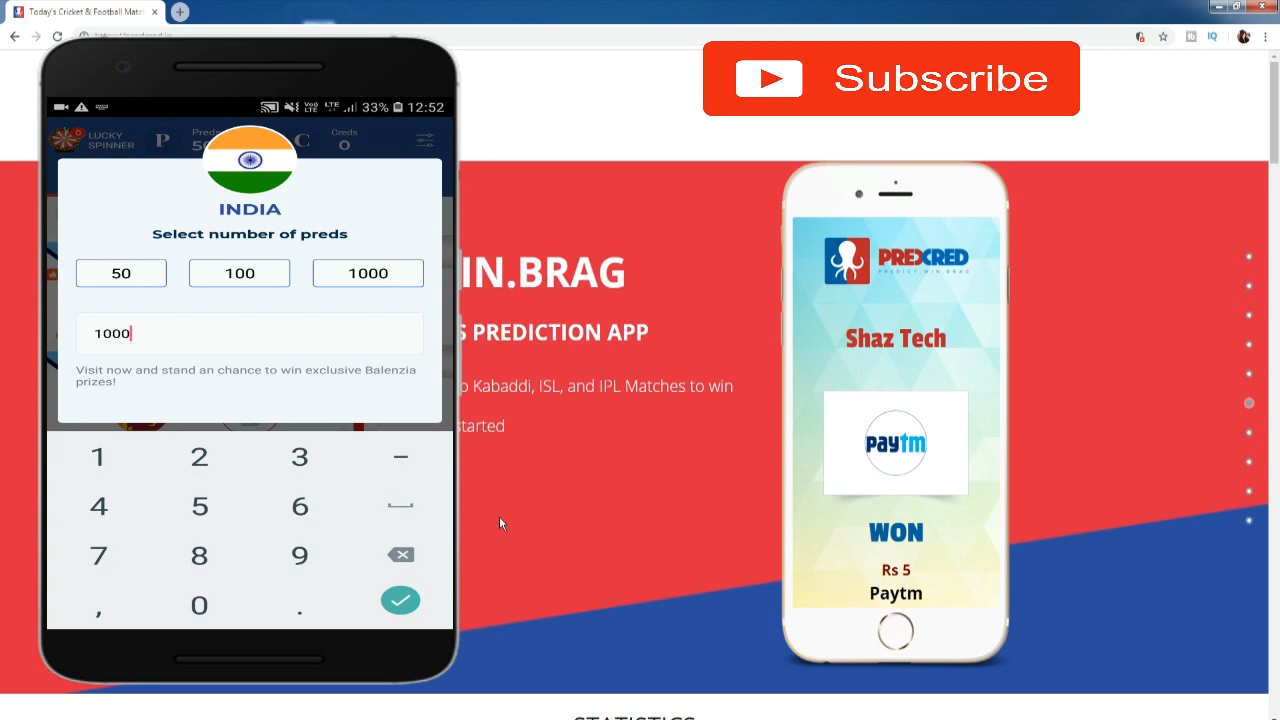 Today's Cricket & Football Matc
Subscribe
33% 12:52
LUCKY
SPINNER
P
Preds
C
Creds
0
INDIA
Select number of preds
50 100 1000
1000
Visit now and stand an chance to win exclusive Balenzia
prizes!
1 2 3 -
4 5 6
7 8 9
, 0 .
IN.BRAG
S PREDICTION APP
o Kabaddi, ISL, and IPL Matches to win
started
PREXCRED
PREDICT.WIN.BRAG
Shaz Tech
paytm
WON
Rs 5
Paytm